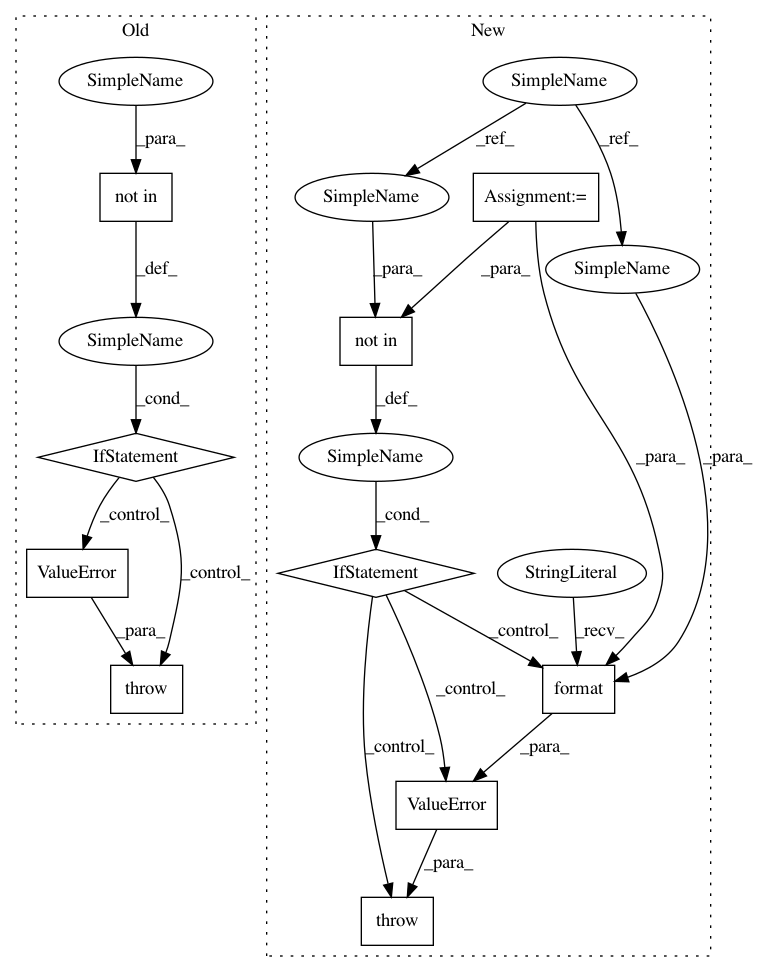 Old
New
SimpleName
SimpleName
_para_
_ref_
_ref_
not in
SimpleName
Assignment:=
_def_
_para_
_para_
SimpleName
SimpleName
not in
_cond_
_def_
IfStatement
SimpleName
_para_
_para_
_control_
_cond_
ValueError
_control_
IfStatement
StringLiteral
_para_
_control_
_recv_
throw
_control_
format
_control_
_para_
ValueError
_para_
throw